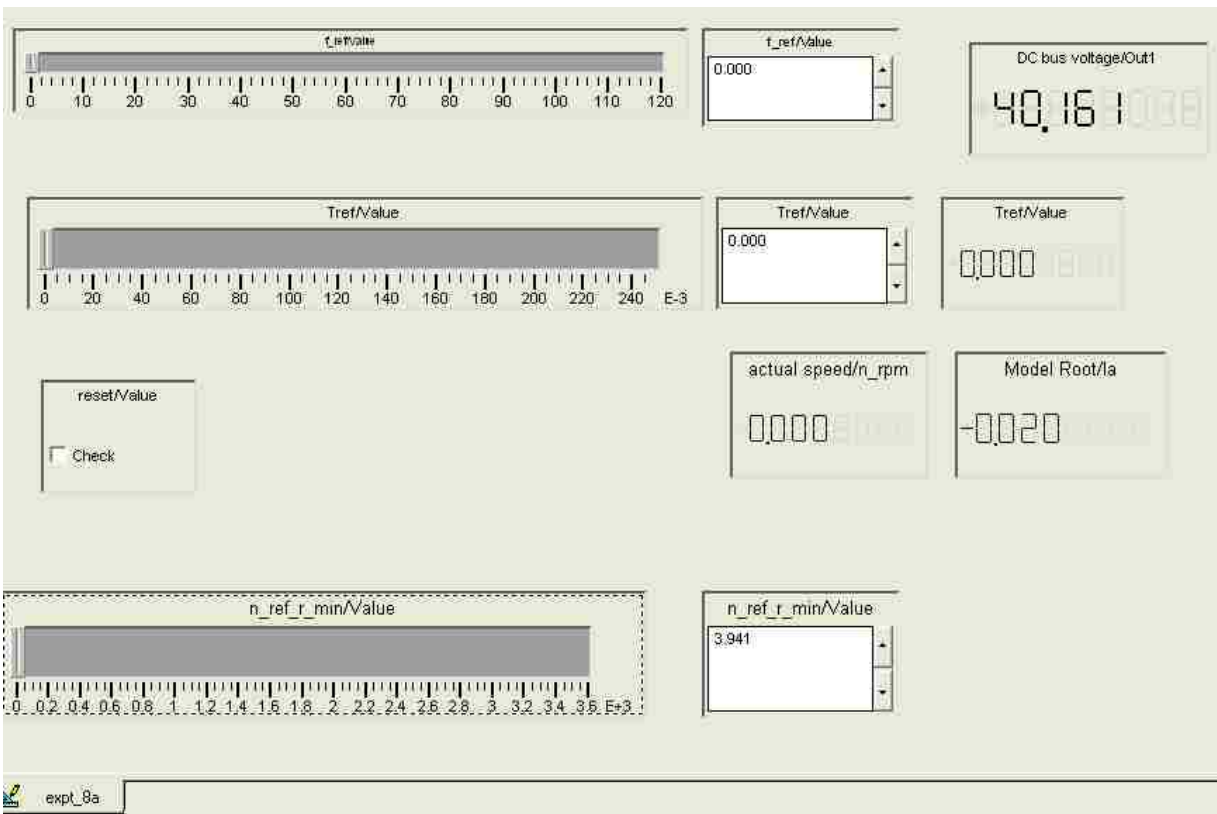 f_ref/Value
0 10 20 30 40 50 60 70 80 90 100 110 120
f_ref/Value
0.000
DC bus voltage/Out1
40.161
Tref/Value
0 20 40 60 80 100 120 140 160 180 200 220 240 E-3
Tref/Value
0.000
Tref/Value
0.000
reset/Value
Check
actual speed/n_rpm
0.000
Model Root/Ia
-0.020
n_ref_r_min/Value
0 0.2 0.4 0.6 0.8 1 1.2 1.4 1.6 1.8 2 2.2 2.4 2.6 2.8 3 3.2 3.4 3.6 E+3
n_ref_r_min/Value
3.941
expt_8a